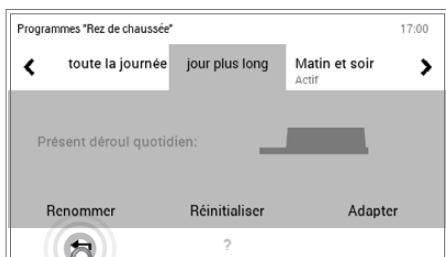 Programmes "Rez de chaussée" 17:00
toute la journée jour plus long Matin et soir
Actif
Présent déroul quotidien:
Renommer Réinitialiser Adapter
?